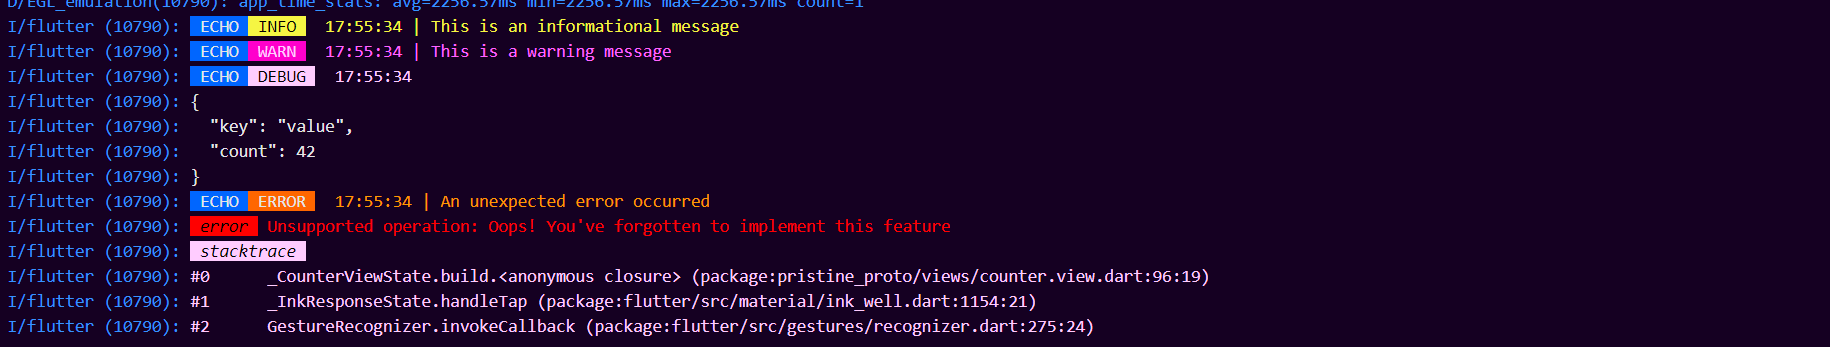 D/EGL_emulation(10790): app_time_stats: avg=2256.57ms min=2256.57ms max=2256.57ms count=1
I/flutter (10790): ECHO INFO 17:55:34 | This is an informational message
I/flutter (10790): ECHO WARN 17:55:34 | This is a warning message
I/flutter (10790): ECHO DEBUG 17:55:34
I/flutter (10790): {
I/flutter (10790):   "key": "value",
I/flutter (10790):   "count": 42
I/flutter (10790): }
I/flutter (10790): ECHO ERROR 17:55:34 | An unexpected error occurred
I/flutter (10790): error Unsupported operation: Oops! You've forgotten to implement this feature
I/flutter (10790): stacktrace
I/flutter (10790): #0      _CounterViewState.build.<anonymous closure> (package:pristine_proto/views/counter.view.dart:96:19)
I/flutter (10790): #1      _InkResponseState.handleTap (package:flutter/src/material/ink_well.dart:1154:21)
I/flutter (10790): #2      GestureRecognizer.invokeCallback (package:flutter/src/gestures/recognizer.dart:275:24)